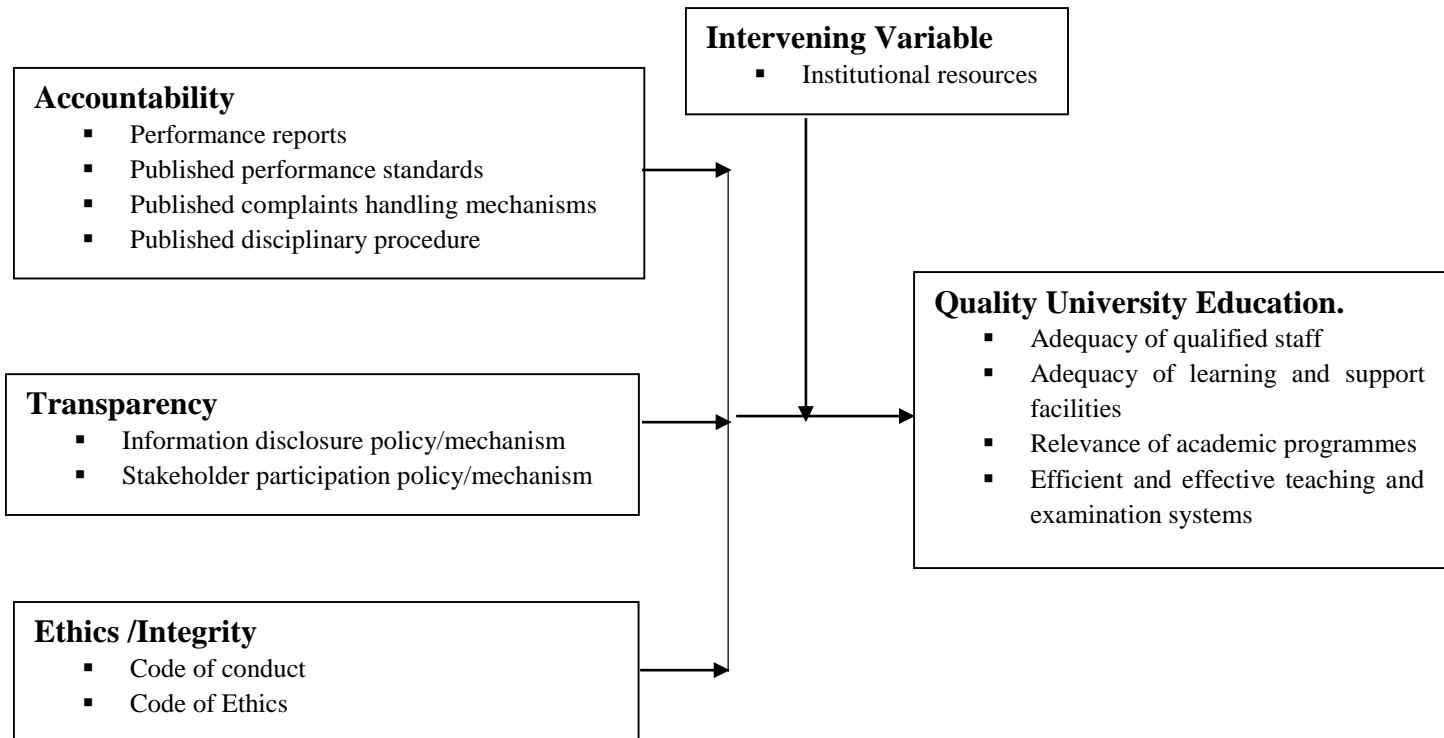 Intervening Variable
▪ Institutional resources
Accountability
▪ Performance reports
▪ Published performance standards
▪ Published complaints handling mechanisms
▪ Published disciplinary procedure
Quality University Education.
▪ Adequacy of qualified staff
▪ Adequacy of learning and support
facilities
▪ Relevance of academic programmes
▪ Efficient and effective teaching and
examination systems
Transparency
▪ Information disclosure policy/mechanism
▪ Stakeholder participation policy/mechanism
Ethics /Integrity
▪ Code of conduct
▪ Code of Ethics